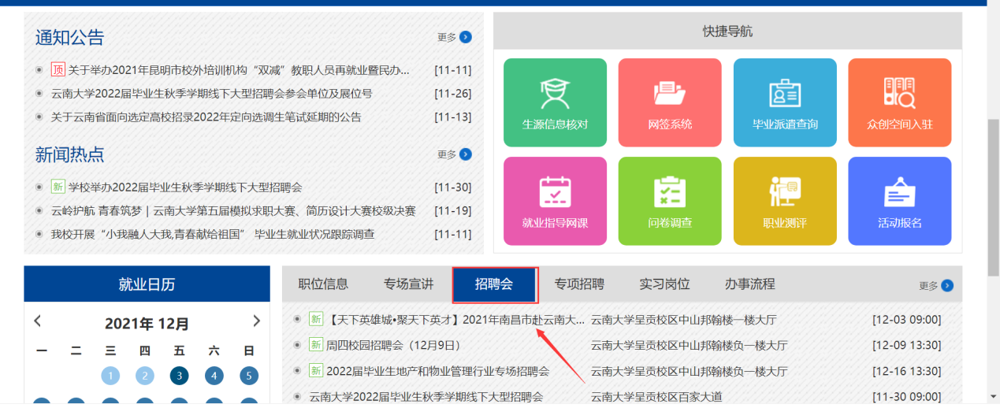 通知公告
更多
顶 关于举办2021年昆明市校外培训机构“双减”教职人员再就业暨民办... [11-11]
云南大学2022届毕业生秋季学期线下大型招聘会参会单位及展位号 [11-26]
关于云南省面向选定高校招录2022年定向选调生笔试延期的公告 [11-13]
新闻热点
更多
新 学校举办2022届毕业生秋季学期线下大型招聘会 [11-30]
云岭护航 青春筑梦 | 云南大学第五届模拟求职大赛、简历设计大赛校级决赛 [11-19]
我校开展“小我融入大我,青春献给祖国” 毕业生就业状况跟踪调查 [11-11]
快捷导航
生源信息核对 网签系统 毕业派遣查询 众创空间入驻
就业指导网课 问卷调查 职业测评 活动报名
就业日历
2021年 12月
一 二 三 四 五 六 日
1 2 3 4 5
职位信息 专场宣讲 招聘会 专项招聘 实习岗位 办事流程 更多
新 【天下英雄城•聚天下英才】2021年南昌市赴云南大... 云南大学呈贡校区中山邦翰楼一楼大厅 [12-03 09:00]
新 周四校园招聘会（12月9日） 云南大学呈贡校区中山邦翰楼负一楼大厅 [12-09 13:30]
新 2022届毕业生地产和物业管理行业专场招聘会 云南大学呈贡校区中山邦翰楼负一楼大厅 [12-16 13:30]
云南大学2022届毕业生秋季学期线下大型招聘会 云南大学呈贡校区百家大道 [11-30 09:00]